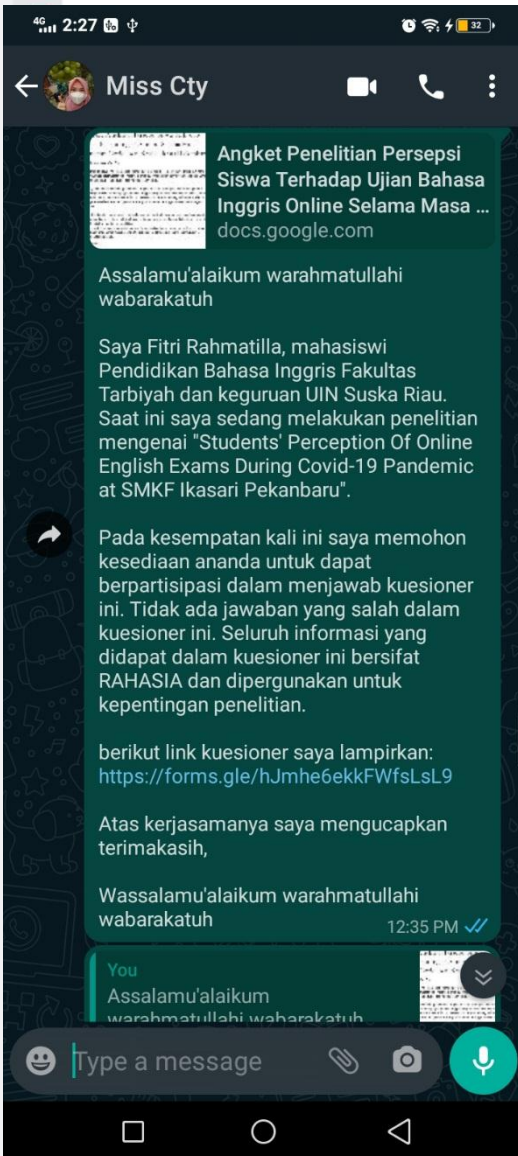 4G 2:27 32
Miss Cty
Angket Penelitian Persepsi
Siswa Terhadap Ujian Bahasa
Inggris Online Selama Masa ...
docs.google.com
Assalamu'alaikum warahmatullahi
wabarakatuh
Saya Fitri Rahmatilla, mahasiswi
Pendidikan Bahasa Inggris Fakultas
Tarbiyah dan keguruan UIN Suska Riau.
Saat ini saya sedang melakukan penelitian
mengenai "Students' Perception Of Online
English Exams During Covid-19 Pandemic
at SMKF Ikasari Pekanbaru".
Pada kesempatan kali ini saya memohon
kesediaan ananda untuk dapat
berpartisipasi dalam menjawab kuesioner
ini. Tidak ada jawaban yang salah dalam
kuesioner ini. Seluruh informasi yang
didapat dalam kuesioner ini bersifat
RAHASIA dan dipergunakan untuk
kepentingan penelitian.
berikut link kuesioner saya lampirkan:
https://forms.gle/hJmhe6ekkFWfsLsL9
Atas kerjasamanya saya mengucapkan
terimakasih,
Wassalamu'alaikum warahmatullahi
wabarakatuh
12:35 PM
You
Assalamu'alaikum
warahmatullahi wabarakatuh
Type a message